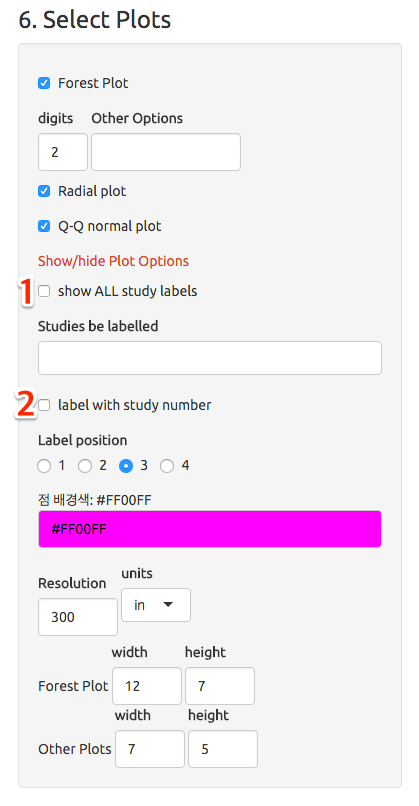 6. Select Plots
Forest Plot
digits Other Options
2
Radial plot
Q-Q normal plot
Show/hide Plot Options
1 show ALL study labels
Studies be labelled
2 label with study number
Label position
1 2 3 4
점 배경색: #FF00FF
#FF00FF
Resolution units
300 in
width height
Forest Plot 12 7
width height
Other Plots 7 5